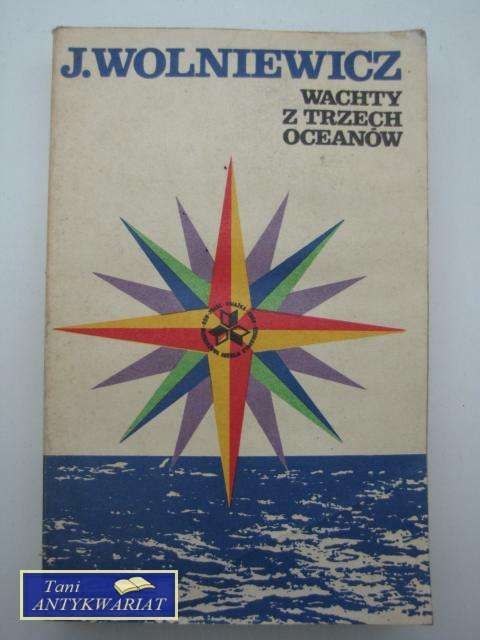 J. WOLNIEWICZ
WACHTY
Z TRZECH
OCEANÓW
Tani
ANTYKWARIAT